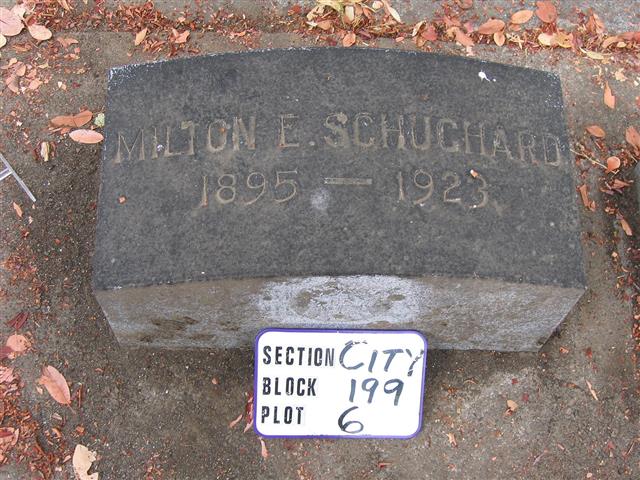 MILTON E. SCHUCHARD
1895 — 1923
SECTION CITY
BLOCK 199
PLOT 6